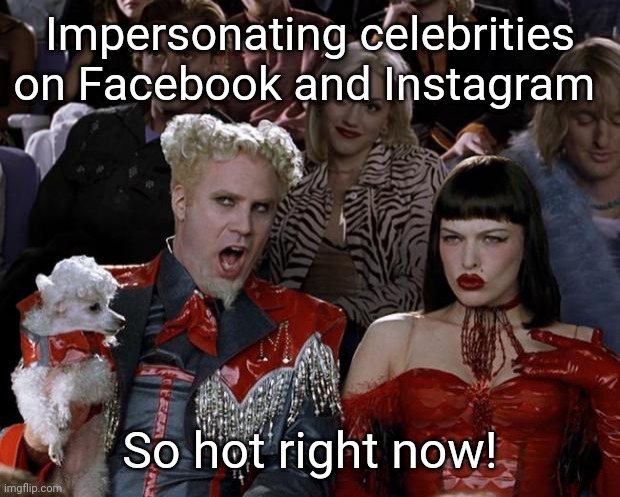 Impersonating celebrities
on Facebook and Instagram
So hot right now!
imgflip.com